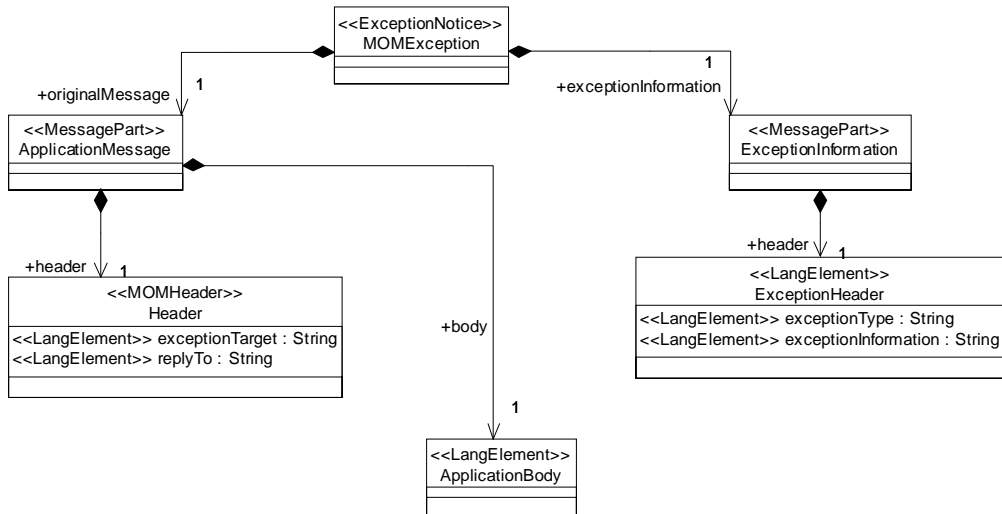 <<ExceptionNotice>>
MOMException
1
1
+originalMessage
+exceptionInformation
<<MessagePart>>
ApplicationMessage
<<MessagePart>>
ExceptionInformation
+header
1
+header
1
<<MOMHeader>>
Header
<<LangElement>> exceptionTarget : String
<<LangElement>> replyTo : String
<<LangElement>>
ExceptionHeader
<<LangElement>> exceptionType : String
<<LangElement>> exceptionInformation : String
+body
1
<<LangElement>>
ApplicationBody